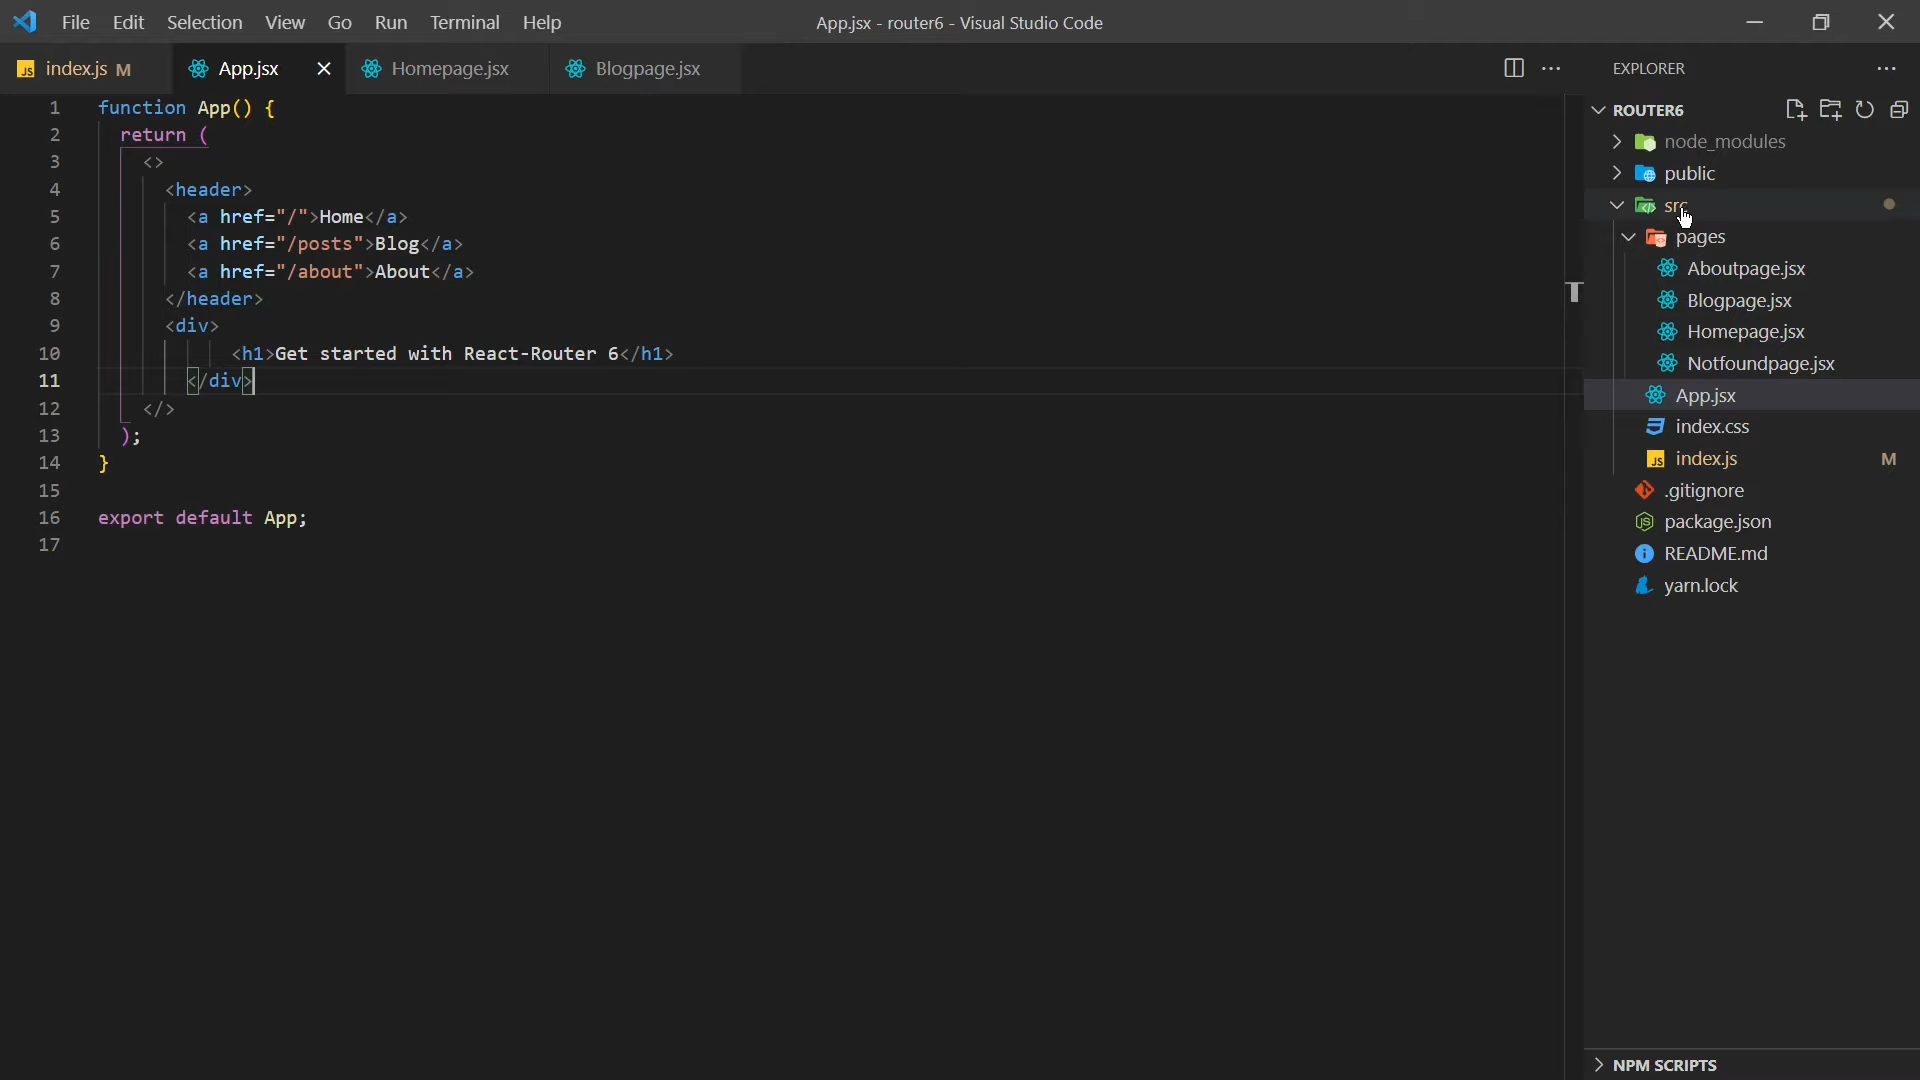 File Edit Selection View Go Run Terminal Help App.jsx - router6 - Visual Studio Code
JS index.js M App.jsx Homepage.jsx Blogpage.jsx
1 function App() {
2 return (
3 <>
4 <header>
5 <a href="/">Home</a>
6 <a href="/posts">Blog</a>
7 <a href="/about">About</a>
8 </header>
9 <div>
10 <h1>Get started with React-Router 6</h1>
11 </div>
12 </>
13 );
14 }
15
16 export default App;
17
EXPLORER
ROUTER6
node_modules
public
src
pages
Aboutpage.jsx
Blogpage.jsx
Homepage.jsx
Notfoundpage.jsx
App.jsx
index.css
JS index.js M
.gitignore
package.json
README.md
yarn.lock
NPM SCRIPTS